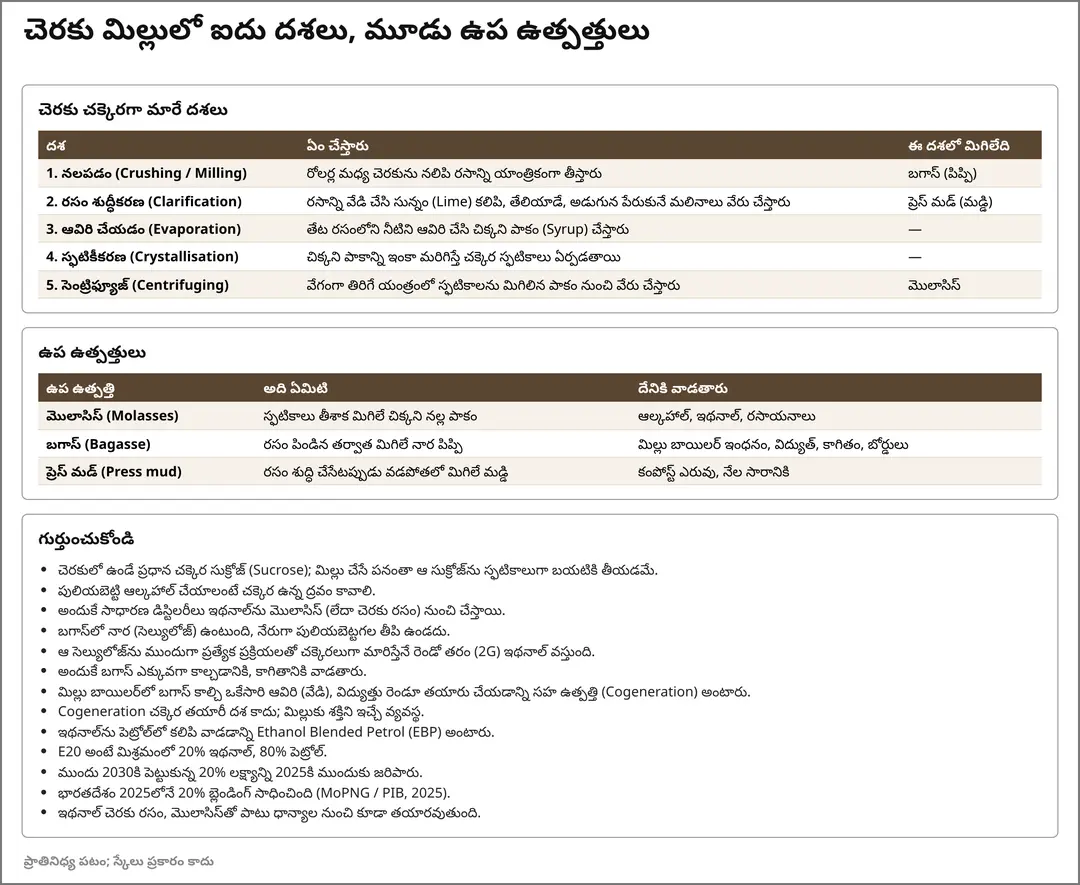 చెరకు మిల్లులో ఐదు దశలు, మూడు ఉప ఉత్పత్తులు
చెరకు చక్కెరగా మారే దశలు
దశ ఏం చేస్తారు ఈ దశలో మిగిలేది
1. నలపడం (Crushing / Milling) రోలర్ల మధ్య చెరకును నలిపి రసాన్ని యాంత్రికంగా తీస్తారు బగాస్ (పిప్పి)
2. రసం శుద్ధీకరణ (Clarification) రసాన్ని వేడి చేసి సున్నం (Lime) కలిపి, తేలియాడే, అడుగున పేరుకునే మలినాలు వేరు చేస్తారు ప్రెస్ మడ్ (మడ్డి)
3. ఆవిరి చేయడం (Evaporation) తేట రసంలోని నీటిని ఆవిరి చేసి చిక్కని పాకం (Syrup) చేస్తారు —
4. స్ఫటికీకరణ (Crystallisation) చిక్కని పాకాన్ని ఇంకా మరిగిస్తే చక్కెర స్ఫటికాలు ఏర్పడతాయి —
5. సెంట్రిఫ్యూజ్ (Centrifuging) వేగంగా తిరిగే యంత్రంలో స్ఫటికాలను మిగిలిన పాకం నుంచి వేరు చేస్తారు మొలాసిస్
ఉప ఉత్పత్తులు
ఉప ఉత్పత్తి అది ఏమిటి దేనికి వాడతారు
మొలాసిస్ (Molasses) స్ఫటికాలు తీశాక మిగిలే చిక్కని నల్ల పాకం ఆల్కహాల్, ఇథనాల్, రసాయనాలు
బగాస్ (Bagasse) రసం పిండిన తర్వాత మిగిలే నార పిప్పి మిల్లు బాయిలర్ ఇంధనం, విద్యుత్, కాగితం, బోర్డులు
ప్రెస్ మడ్ (Press mud) రసం శుద్ధి చేసేటప్పుడు వడపోతలో మిగిలే మడ్డి కంపోస్ట్ ఎరువు, నేల సారానికి
గుర్తుంచుకోండి
• చెరకులో ఉండే ప్రధాన చక్కెర సుక్రోజ్ (Sucrose); మిల్లు చేసే పనంతా ఆ సుక్రోజ్‌ను స్ఫటికాలుగా బయటికి తీయడమే.
• పులియబెట్టి ఆల్కహాల్ చేయాలంటే చక్కెర ఉన్న ద్రవం కావాలి.
• అందుకే సాధారణ డిస్టిలరీలు ఇథనాల్‌ను మొలాసిస్ (లేదా చెరకు రసం) నుంచి చేస్తాయి.
• బగాస్‌లో నార (సెల్యులోజ్) ఉంటుంది, నేరుగా పులియబెట్టగల తీపి ఉండదు.
• ఆ సెల్యులోజ్‌ను ముందుగా ప్రత్యేక ప్రక్రియలతో చక్కెరలుగా మారిస్తేనే రెండో తరం (2G) ఇథనాల్ వస్తుంది.
• అందుకే బగాస్ ఎక్కువగా కాల్చడానికి, కాగితానికి వాడతారు.
• మిల్లు బాయిలర్‌లో బగాస్ కాల్చి ఒకేసారి ఆవిరి (వేడి), విద్యుత్తు రెండూ తయారు చేయడాన్ని సహ ఉత్పత్తి (Cogeneration) అంటారు.
• Cogeneration చక్కెర తయారీ దశ కాదు; మిల్లుకు శక్తిని ఇచ్చే వ్యవస్థ.
• ఇథనాల్‌ను పెట్రోల్‌లో కలిపి వాడడాన్ని Ethanol Blended Petrol (EBP) అంటారు.
• E20 అంటే మిశ్రమంలో 20% ఇథనాల్, 80% పెట్రోల్.
• ముందు 2030కి పెట్టుకున్న 20% లక్ష్యాన్ని 2025కి ముందుకు జరిపారు.
• భారతదేశం 2025లోనే 20% బ్లెండింగ్ సాధించింది (MoPNG / PIB, 2025).
• ఇథనాల్ చెరకు రసం, మొలాసిస్‌తో పాటు ధాన్యాల నుంచి కూడా తయారవుతుంది.
ప్రాతినిధ్య పటం; స్కేలు ప్రకారం కాదు